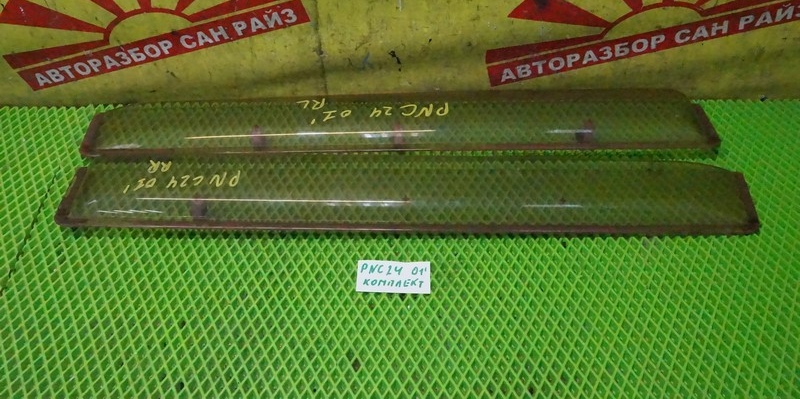 АВТОРАЗБОР САН РАЙЗ
АВТОРАЗБОР САН РАЙЗ
PNC24 01'
RL
RR
PNC24 01'
PNC24 01'
КОМПЛЕКТ